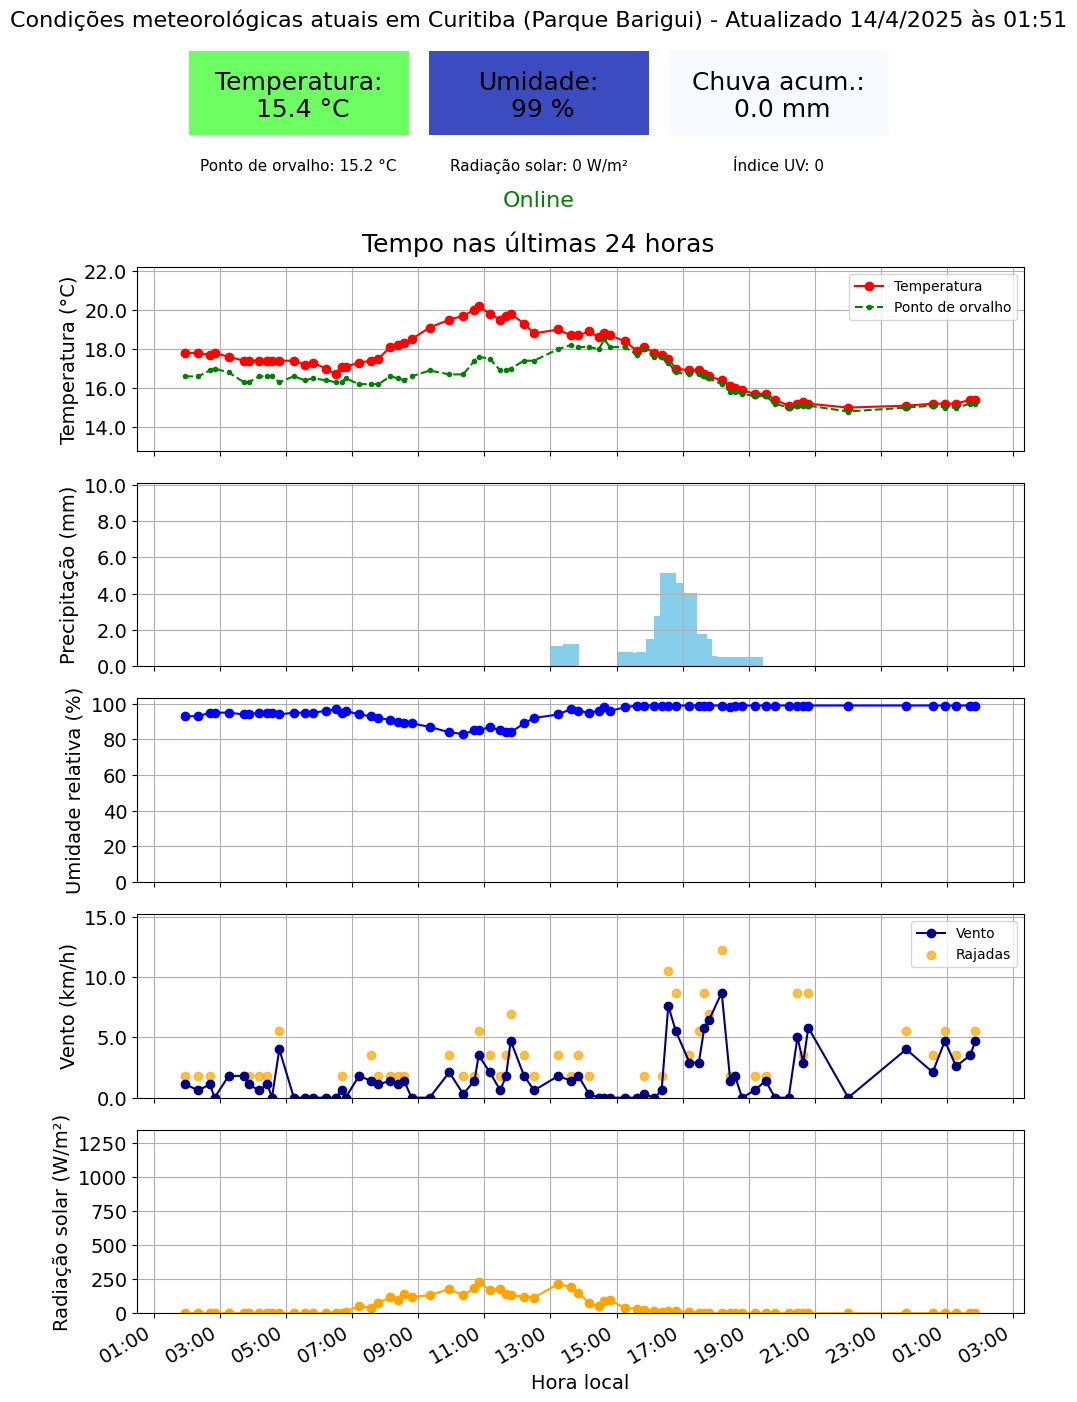 Condições meteorológicas atuais em Curitiba (Parque Barigui) - Atualizado 14/4/2025 às 01:51
Temperatura:
15.4 °C
Umidade:
99 %
Chuva acum.:
0.0 mm
Ponto de orvalho: 15.2 °C
Radiação solar: 0 W/m²
Índice UV: 0
Online
Tempo nas últimas 24 horas
Temperatura (°C)
22.0
20.0
18.0
16.0
14.0
Temperatura
Ponto de orvalho
Precipitação (mm)
10.0
8.0
6.0
4.0
2.0
0.0
Umidade relativa (%)
100
80
60
40
20
0
Vento (km/h)
15.0
10.0
5.0
0.0
Vento
Rajadas
Radiação solar (W/m²)
1250
1000
750
500
250
0
01:00 03:00 05:00 07:00 09:00 11:00 13:00 15:00 17:00 19:00 21:00 23:00 01:00 03:00
Hora local